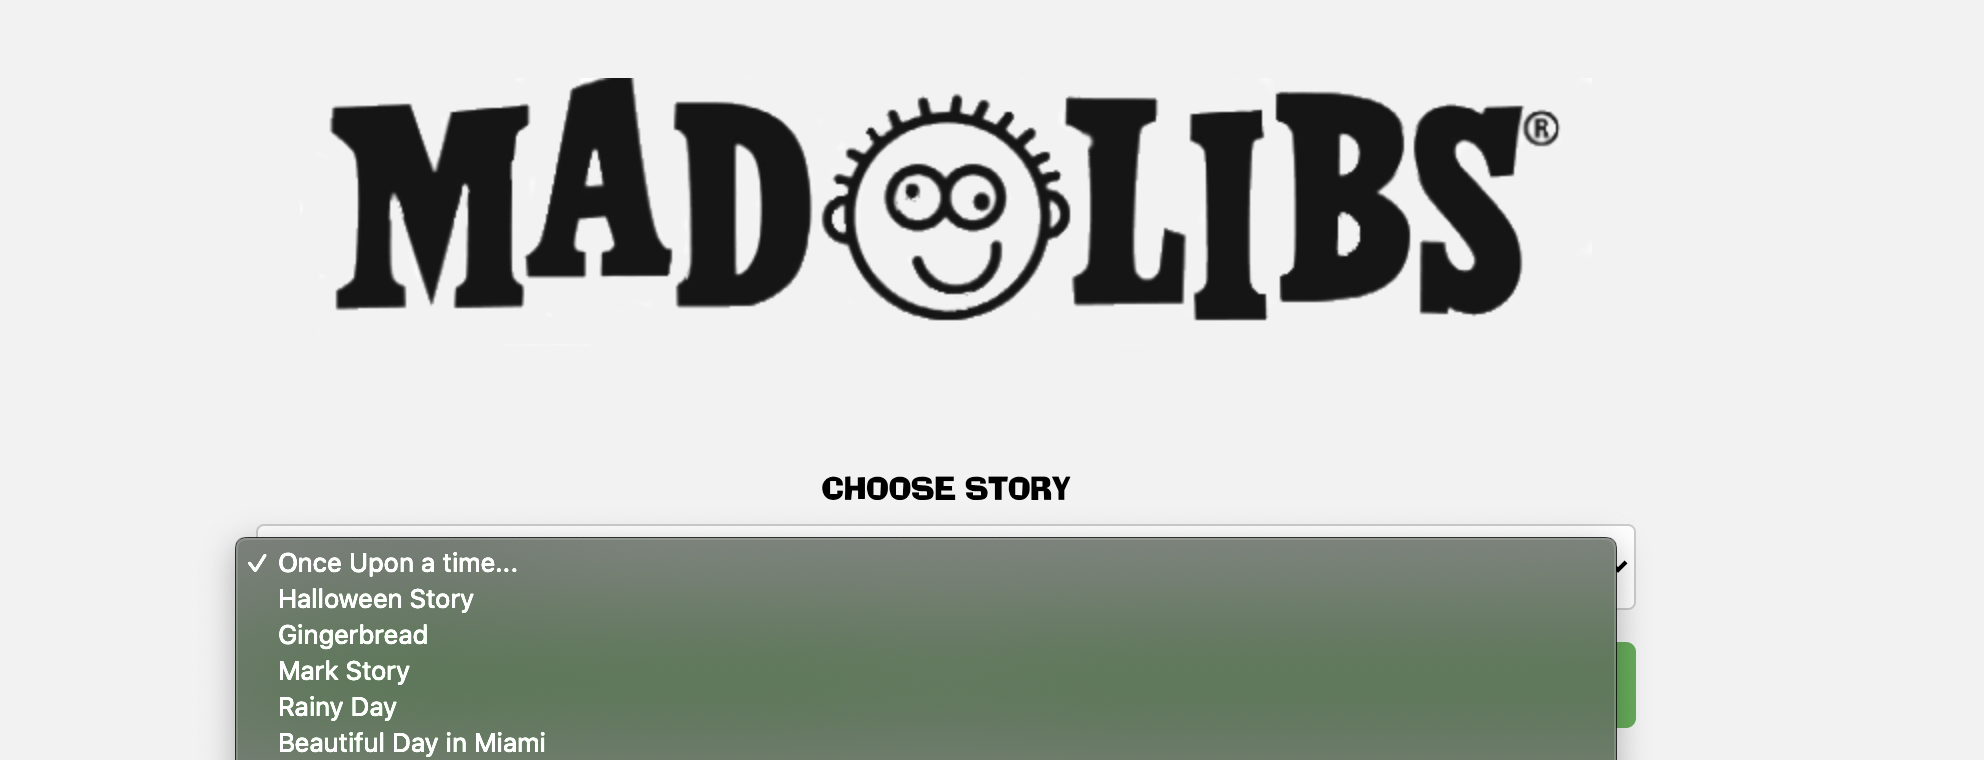 MAD LIBS®
CHOOSE STORY
✓ Once Upon a time...
Halloween Story
Gingerbread
Mark Story
Rainy Day
Beautiful Day in Miami